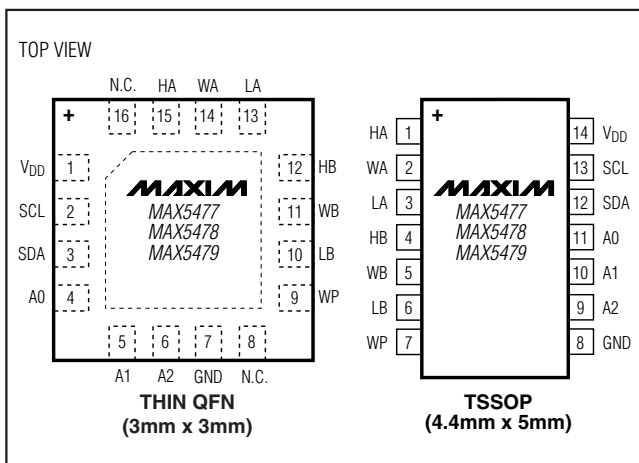 TOP VIEW
N.C. HA WA LA
16 15 14 13
+
VDD 1
SCL 2
SDA 3
A0 4
MAXIM
MAX5477
MAX5478
MAX5479
12 HB
11 WB
10 LB
9 WP
5 6 7 8
A1 A2 GND N.C.
THIN QFN
(3mm x 3mm)
+
HA 1
WA 2
LA 3
HB 4
WB 5
LB 6
WP 7
MAXIM
MAX5477
MAX5478
MAX5479
14 VDD
13 SCL
12 SDA
11 A0
10 A1
9 A2
8 GND
TSSOP
(4.4mm x 5mm)